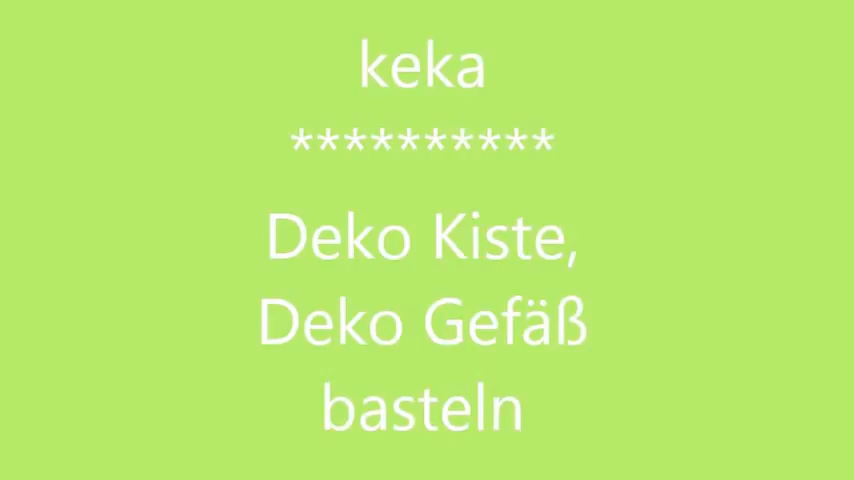 keka
**********
Deko Kiste,
Deko Gefäß
basteln